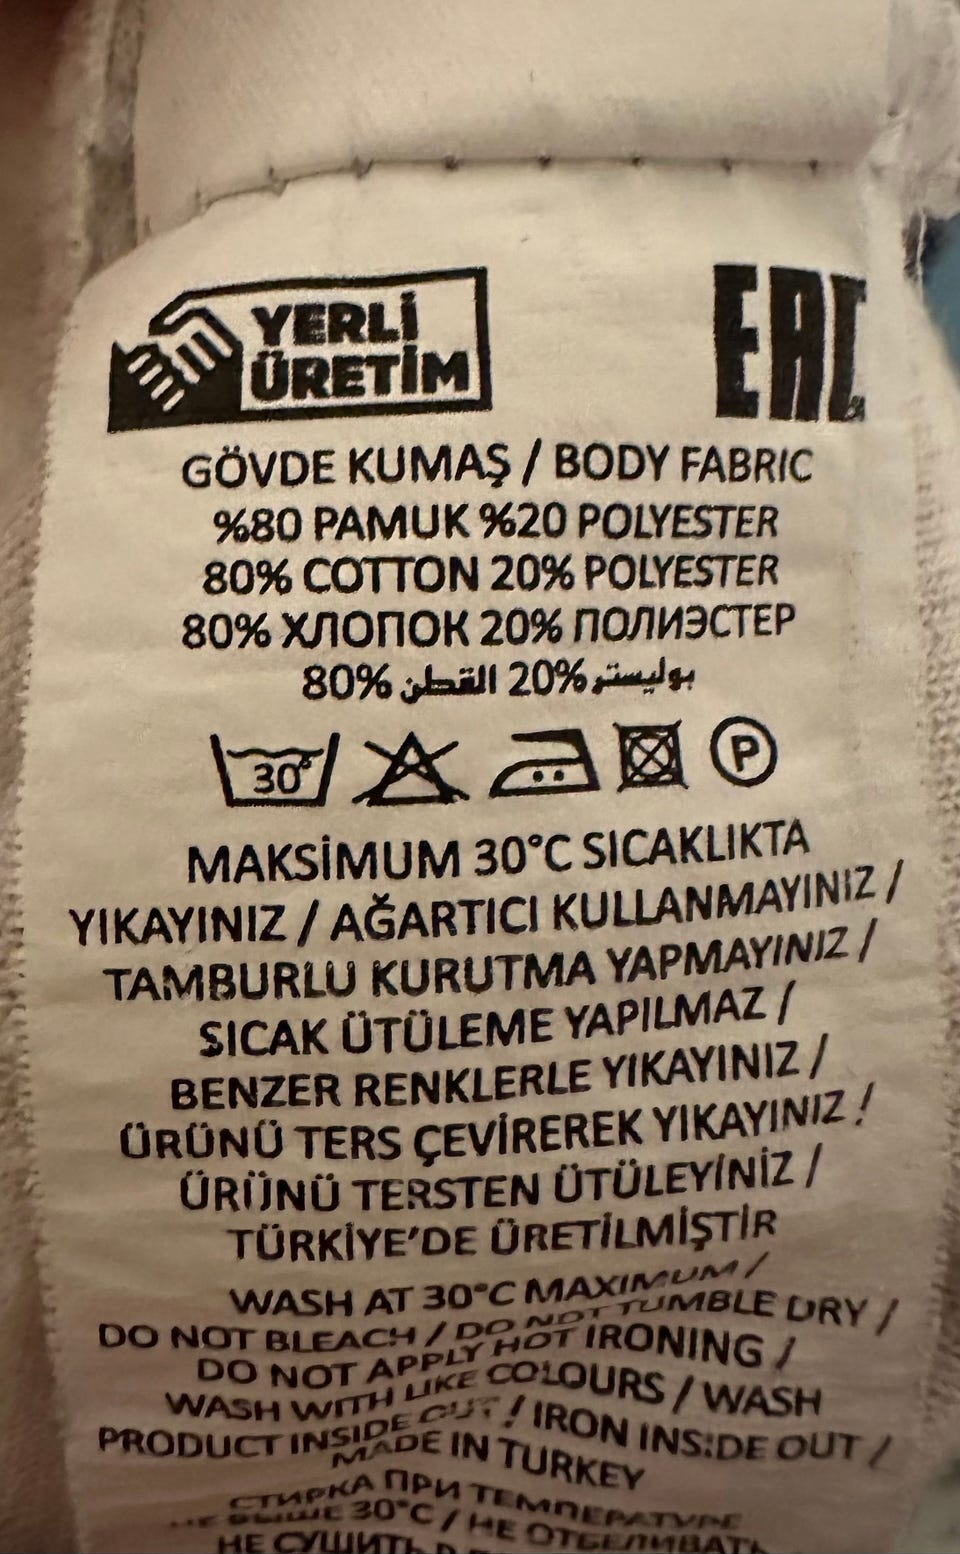 YERLİ
ÜRETİM
EAC
GÖVDE KUMAŞ / BODY FABRIC
%80 PAMUK %20 POLYESTER
80% COTTON 20% POLYESTER
80% ХЛОПОК 20% ПОЛИЭСТЕР
80% القطن 20% بوليستر
30° P
MAKSİMUM 30°C SICAKLIKTA
YIKAYINIZ / AĞARTICI KULLANMAYINIZ /
TAMBURLU KURUTMA YAPMAYINIZ /
SICAK ÜTÜLEME YAPILMAZ /
BENZER RENKLERLE YIKAYINIZ /
ÜRÜNÜ TERS ÇEVİREREK YIKAYINIZ /
ÜRÜNÜ TERSTEN ÜTÜLEYİNİZ /
TÜRKİYE'DE ÜRETİLMİŞTİR
WASH AT 30°C MAXIMUM /
DO NOT BLEACH / DO NOT TUMBLE DRY /
DO NOT APPLY HOT IRONING /
WASH WITH LIKE COLOURS / WASH
PRODUCT INSIDE OUT / IRON INSIDE OUT /
MADE IN TURKEY
СТИРКА ПРИ ТЕМПЕРАТУРЕ
НЕ ВЫШЕ 30°C / НЕ ОТБЕЛИВАТЬ
НЕ СУШИТЬ